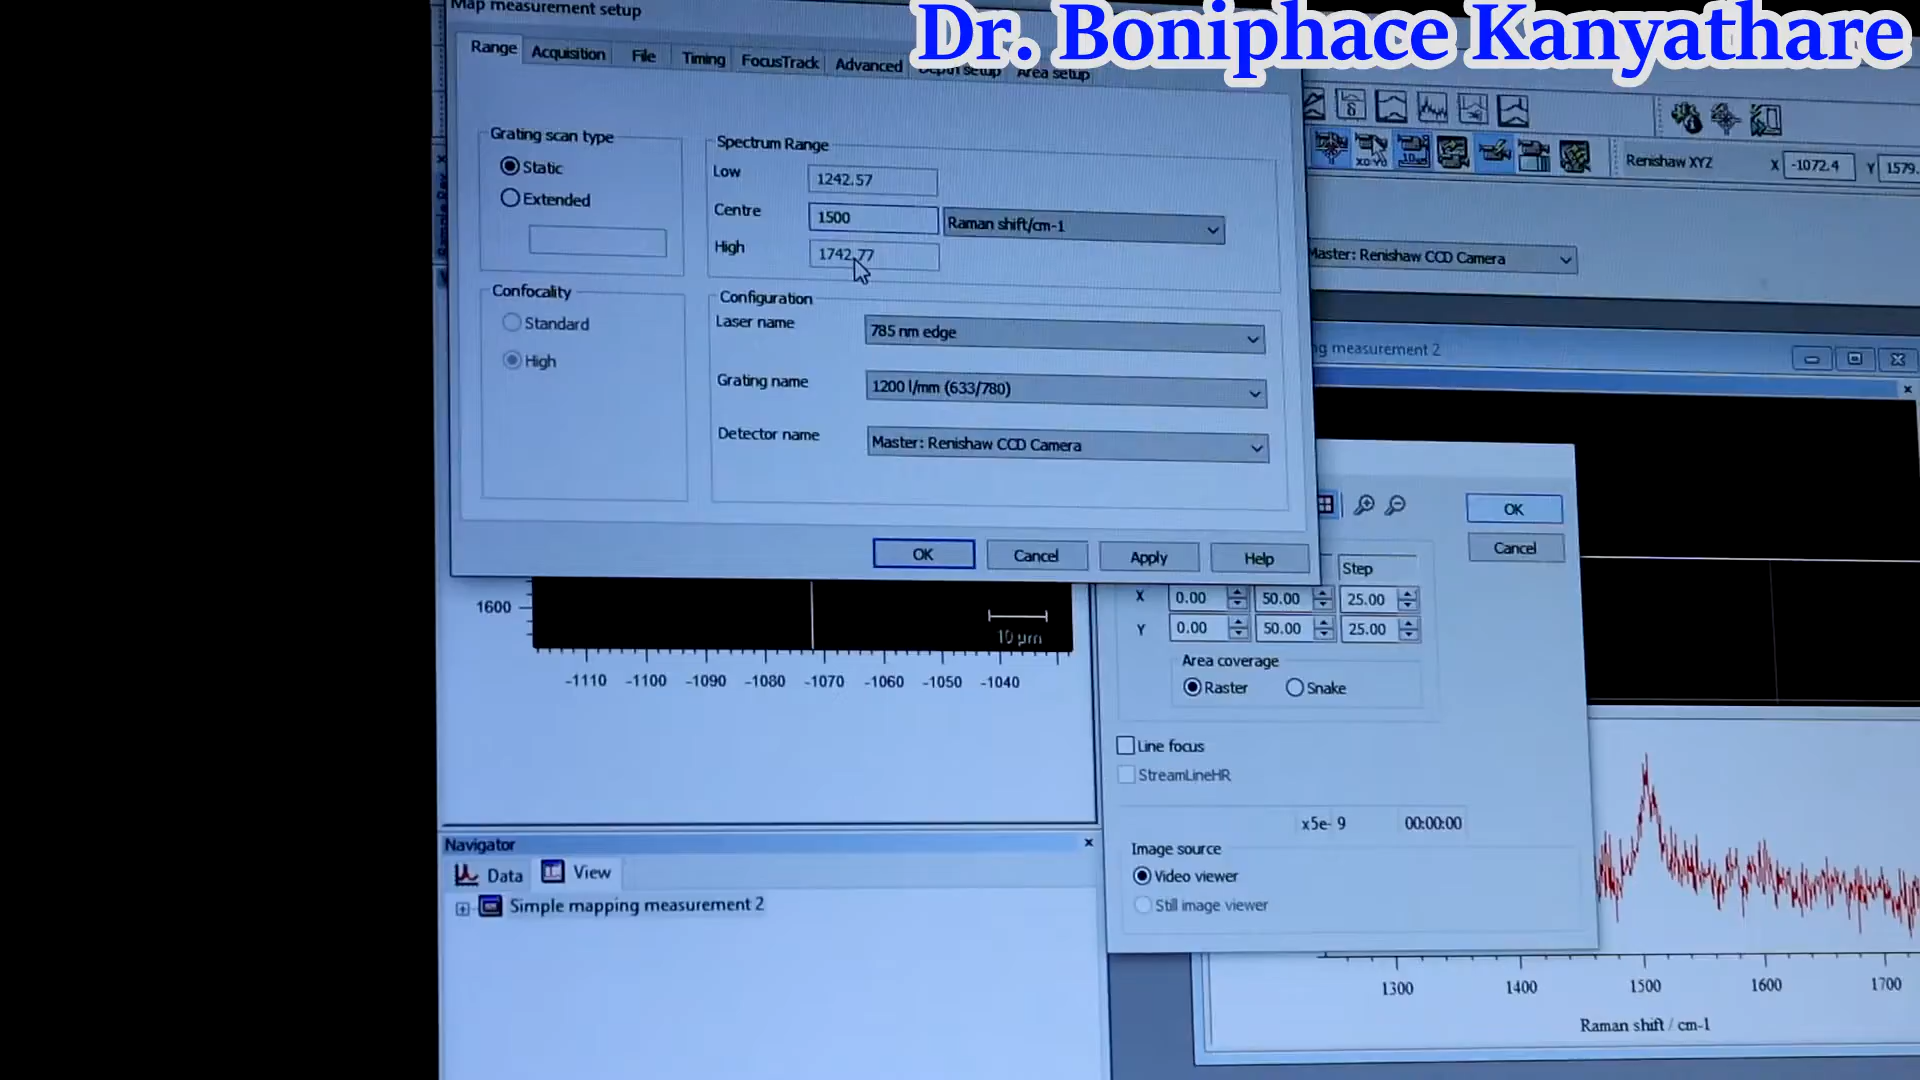 Map measurement setup
Dr. Boniphace Kanyathare
Range Acquisition File Timing FocusTrack Advanced Depth setup Area setup
Grating scan type
Static
Extended
Spectrum Range
Low 1242.57
Centre 1500 Raman shift/cm-1
High 1742.77
Confocality
Standard
High
Configuration
Laser name 785 nm edge
Grating name 1200 l/mm (633/780)
Detector name Master: Renishaw CCD Camera
OK Cancel Apply Help
Renishaw XYZ X -1072.4 Y 1579.
Master: Renishaw CCD Camera
measurement 2
OK
Cancel
Step
X 0.00 50.00 25.00
Y 0.00 50.00 25.00
Area coverage
Raster Snake
Line focus
StreamLineHR
x5e- 9 00:00:00
Image source
Video viewer
Still image viewer
1600
10 µm
-1110 -1100 -1090 -1080 -1070 -1060 -1050 -1040
Navigator
Data View
Simple mapping measurement 2
1300 1400 1500 1600 1700
Raman shift / cm-1